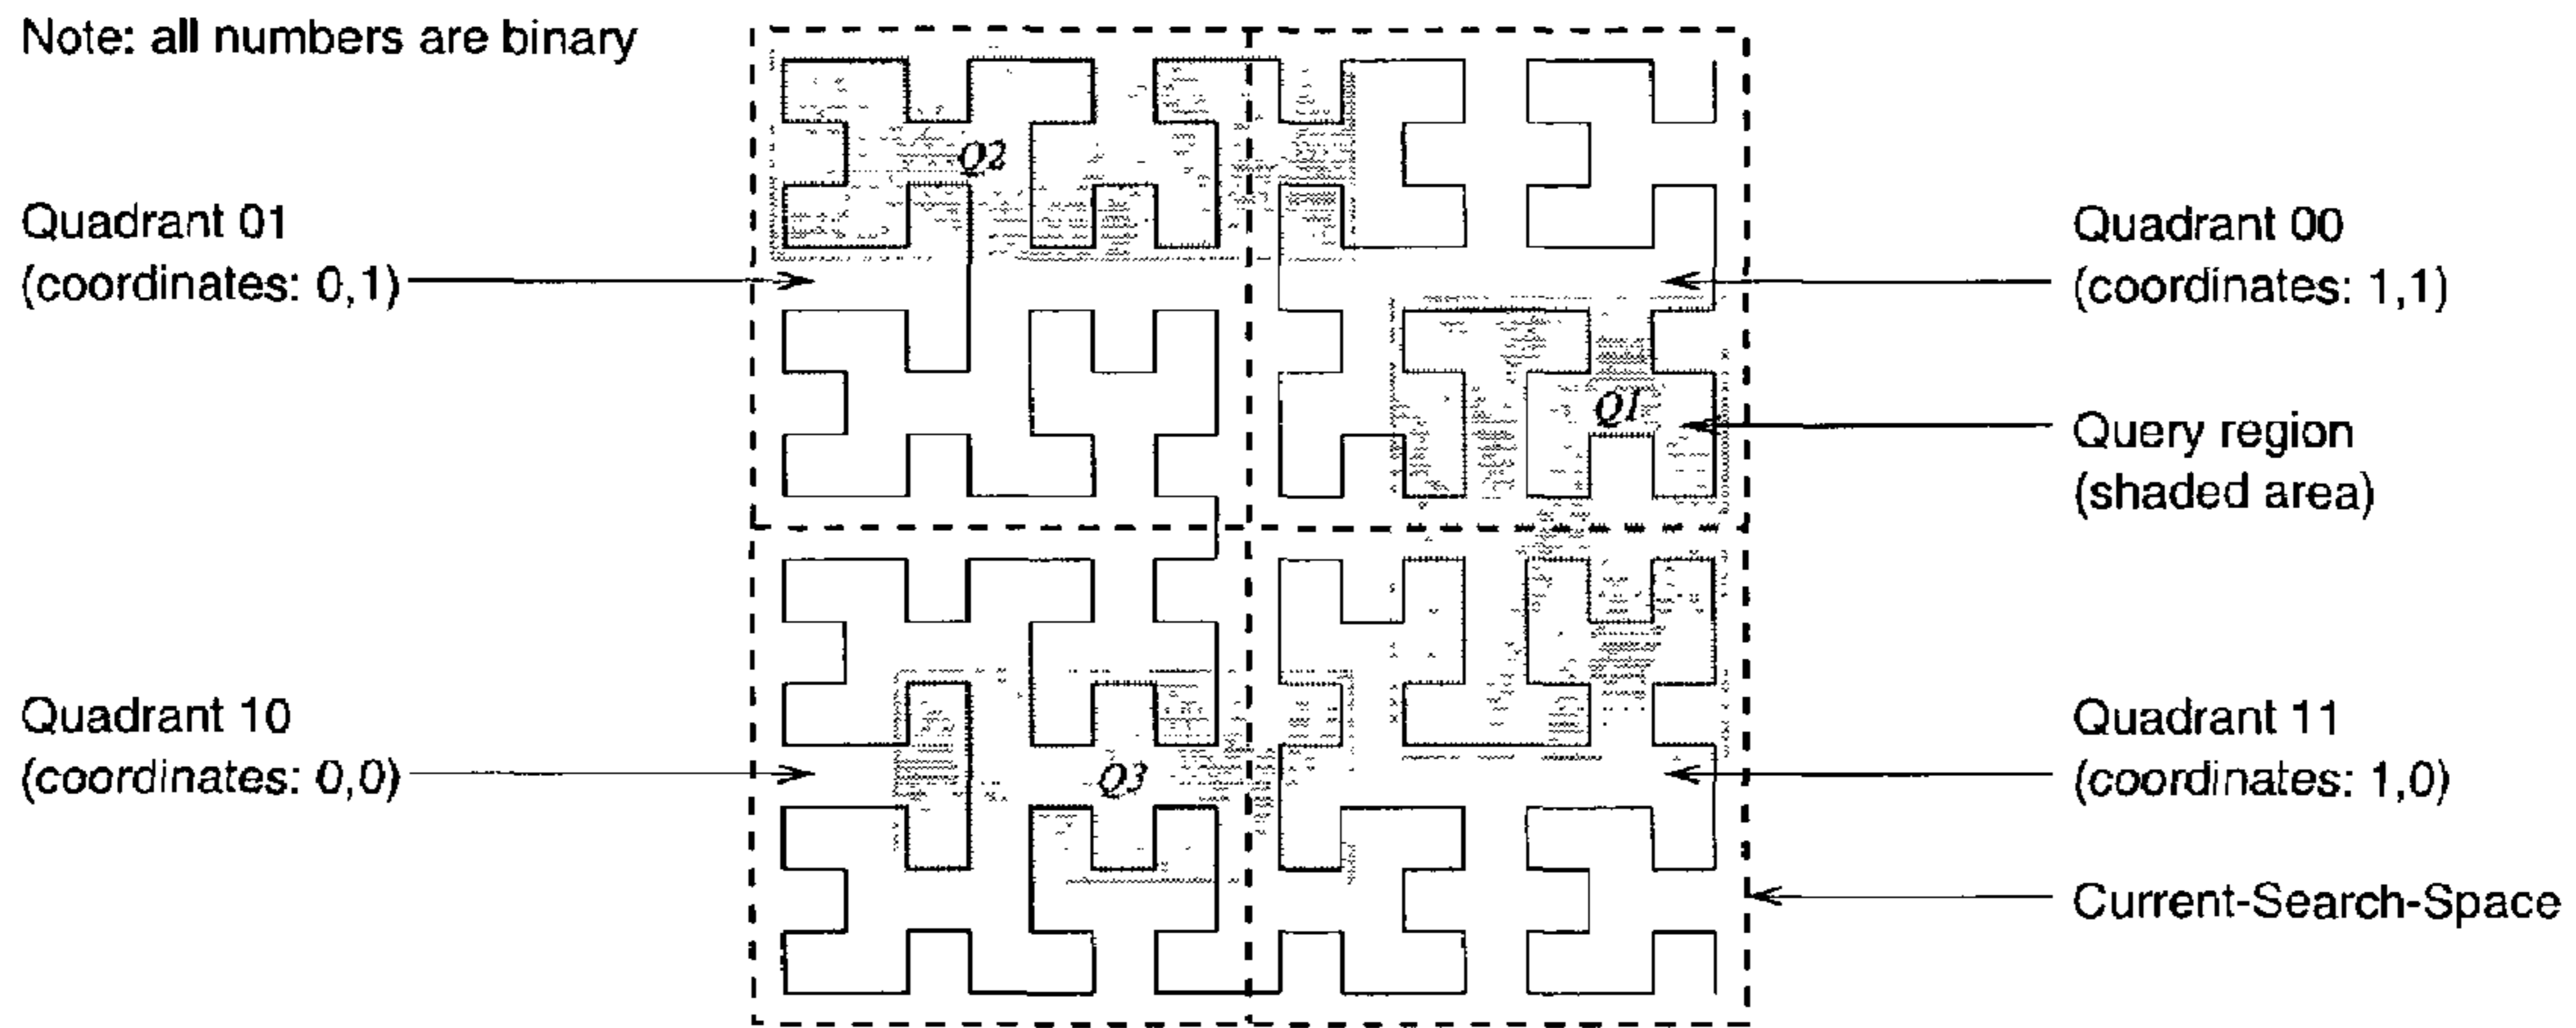 Note: all numbers are binary
Q2
Quadrant 01
(coordinates: 0,1)
Quadrant 00
(coordinates: 1,1)
Q1
Query region
(shaded area)
Quadrant 10
(coordinates: 0,0)
Q3
Quadrant 11
(coordinates: 1,0)
Current-Search-Space